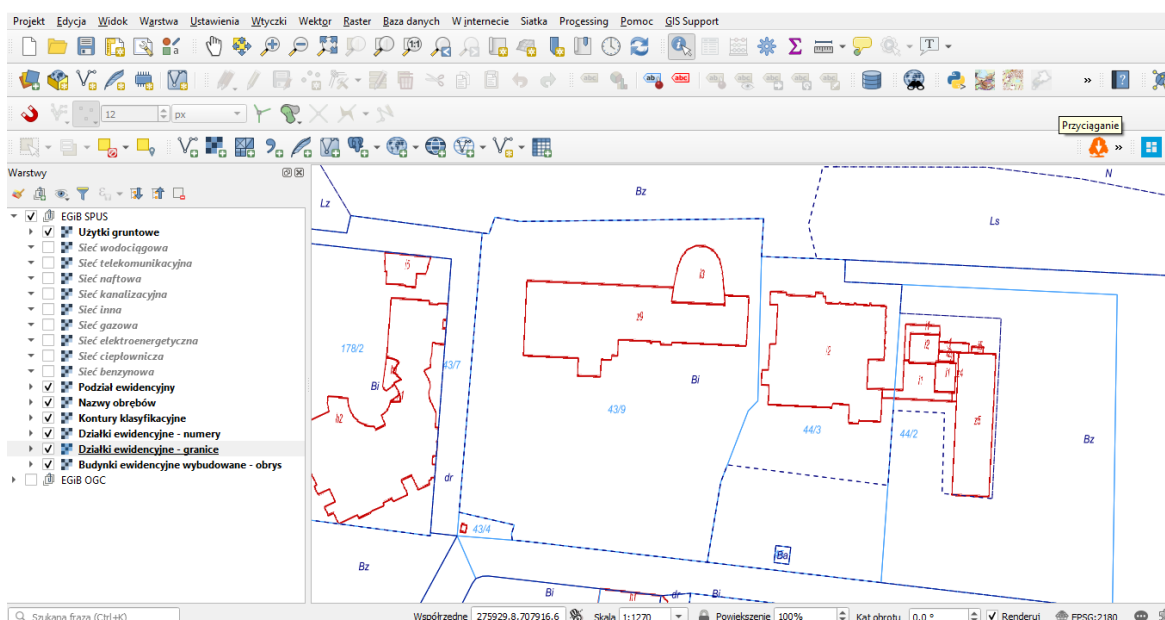 Projekt Edycja Widok Warstwa Ustawienia Wtyczki Wektor Raster Baza danych W internecie Siatka Processing Pomoc GIS Support
12 px
Przyciąganie
Warstwy
EGiB SPUS
Użytki gruntowe
Sieć wodociągowa
Sieć telekomunikacyjna
Sieć naftowa
Sieć kanalizacyjna
Sieć inna
Sieć gazowa
Sieć elektroenergetyczna
Sieć ciepłownicza
Sieć benzynowa
Podział ewidencyjny
Nazwy obrębów
Kontury klasyfikacyjne
Działki ewidencyjne - numery
Działki ewidencyjne - granice
Budynki ewidencyjne wybudowane - obrys
EGiB OGC
Lz
Bz
Ls
N
178/2
Bi
43/7
43/9
Bi
44/3
44/2
Bz
dr
43/4
Ba
Bz
Bi
dr
Bi
Szukana fraza (Ctrl+K)
Współrzędne 275929.8,707916.6 Skala 1:1270 Powiększenie 100% Kąt obrotu 0,0 ° Renderuj EPSG:2180